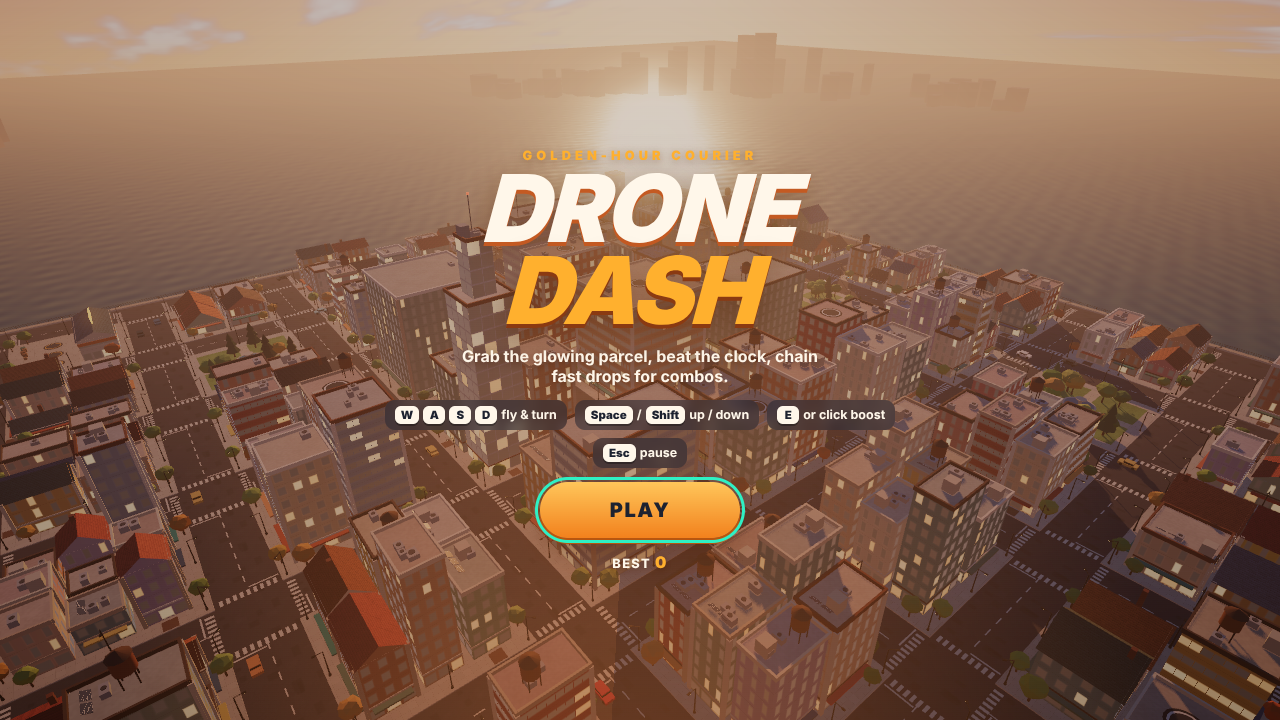 GOLDEN-HOUR COURIER
DRONE
DASH
Grab the glowing parcel, beat the clock, chain
fast drops for combos.
W A S D fly & turn Space / Shift up / down E or click boost
Esc pause
PLAY
BEST 0